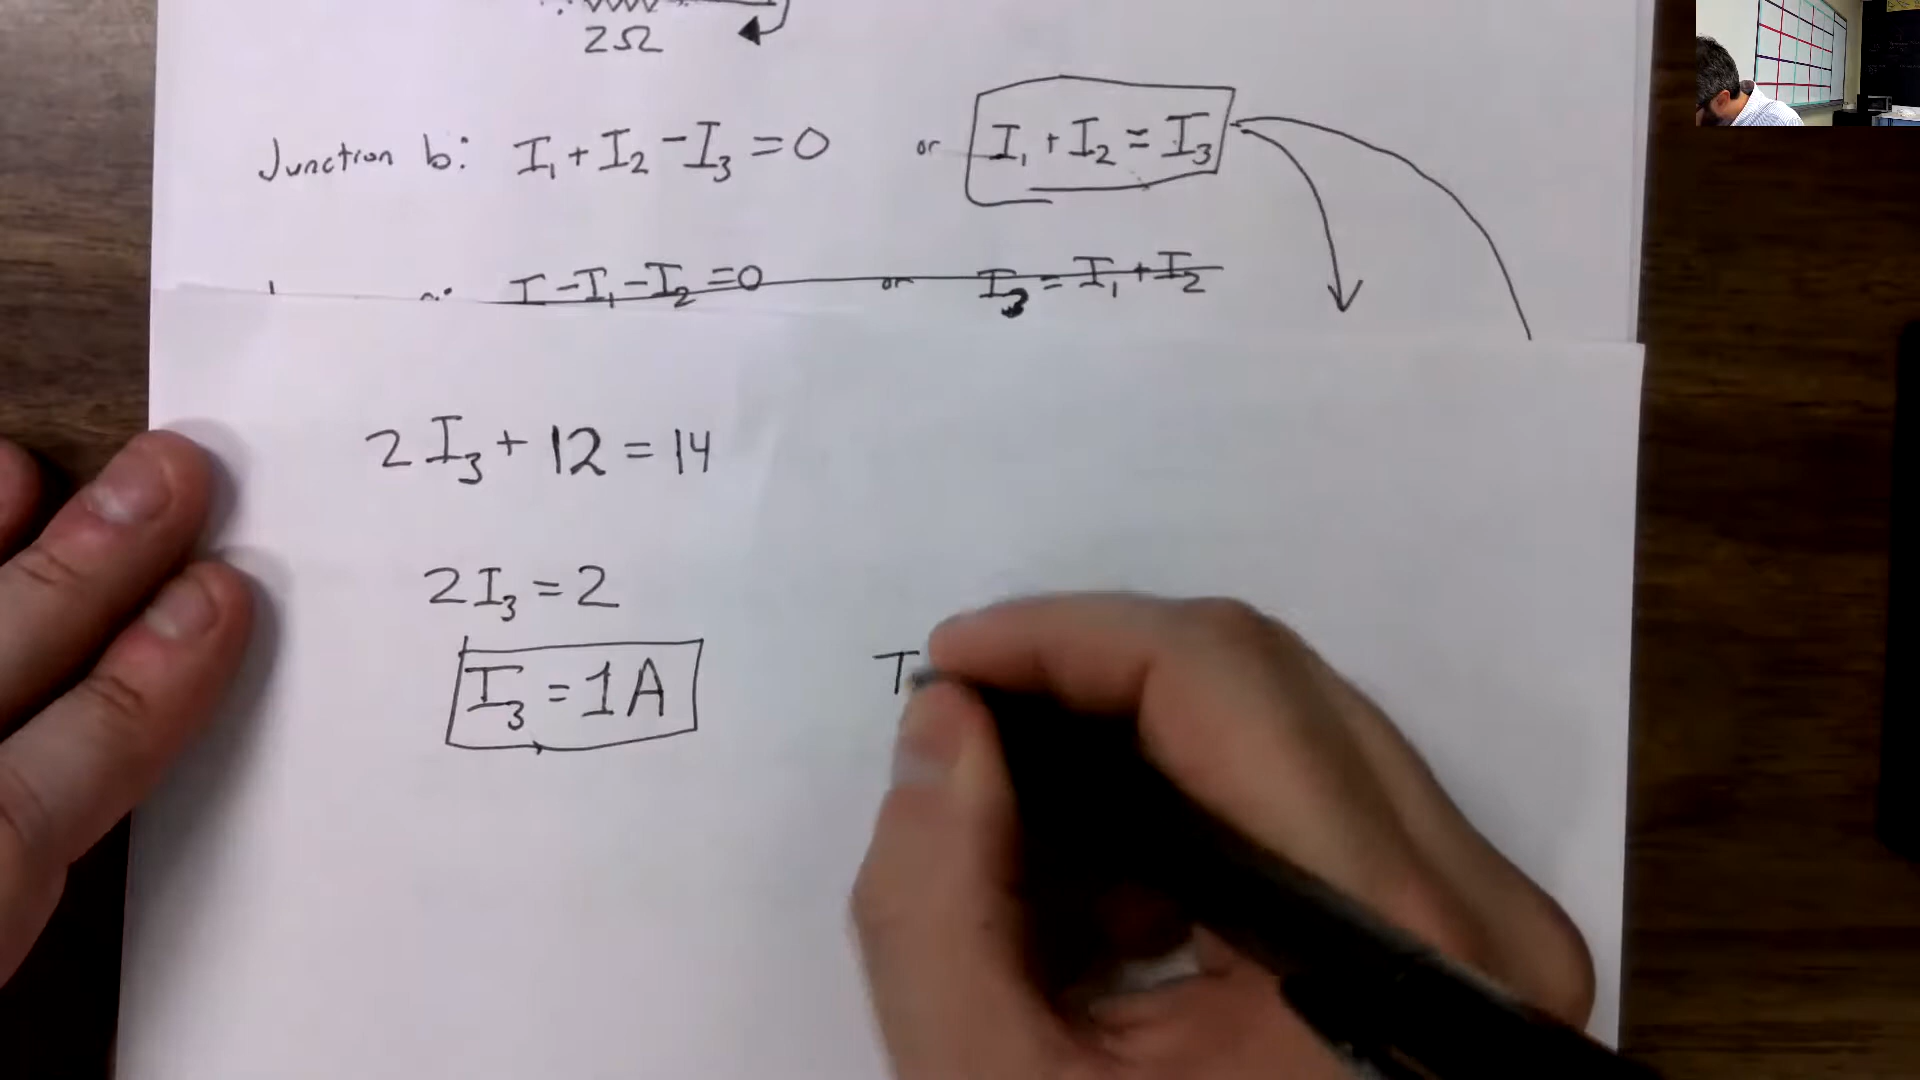 2Ω
Junction b: I₁ + I₂ - I₃ = 0 or I₁ + I₂ = I₃
I - I₁ - I₂ = 0 or I₃ = I₁ + I₂
2I₃ + 12 = 14
2I₃ = 2
I₃ = 1A